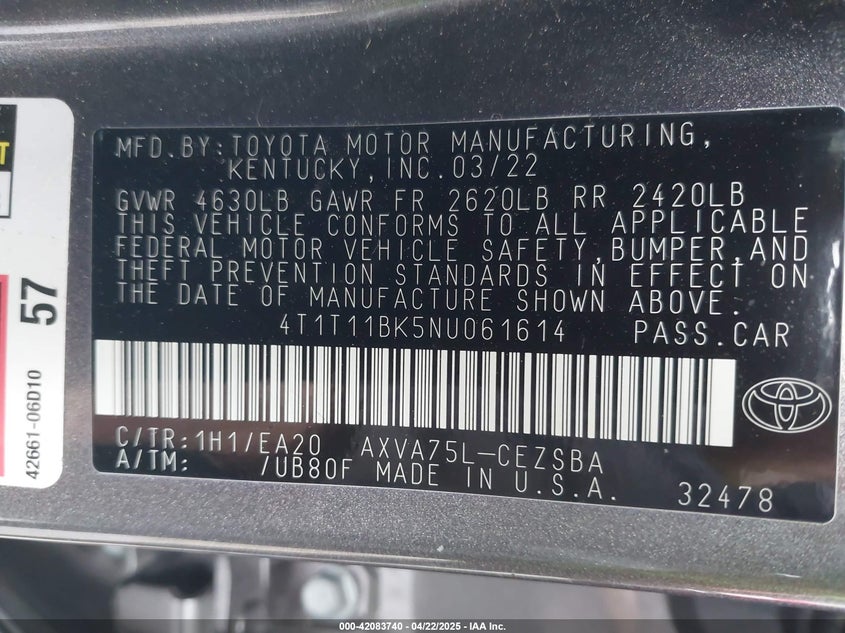 MFD.BY:TOYOTA MOTOR MANUFACTURING,
KENTUCKY,INC.03/22
GVWR 4630LB GAWR FR 2620LB RR 2420LB
THIS VEHICLE CONFORMS TO ALL APPLICABLE
FEDERAL MOTOR VEHICLE SAFETY,BUMPER,AND
THEFT PREVENTION STANDARDS IN EFFECT ON
THE DATE OF MANUFACTURE SHOWN ABOVE.
4T1T11BK5NU061614 PASS.CAR
C/TR:1H1/EA20 AXVA75L-CEZSBA
A/TM: /UB80F MADE IN U.S.A. 32478
57
42661-06D10
000-42083740 - 04/22/2025 - IAA Inc.